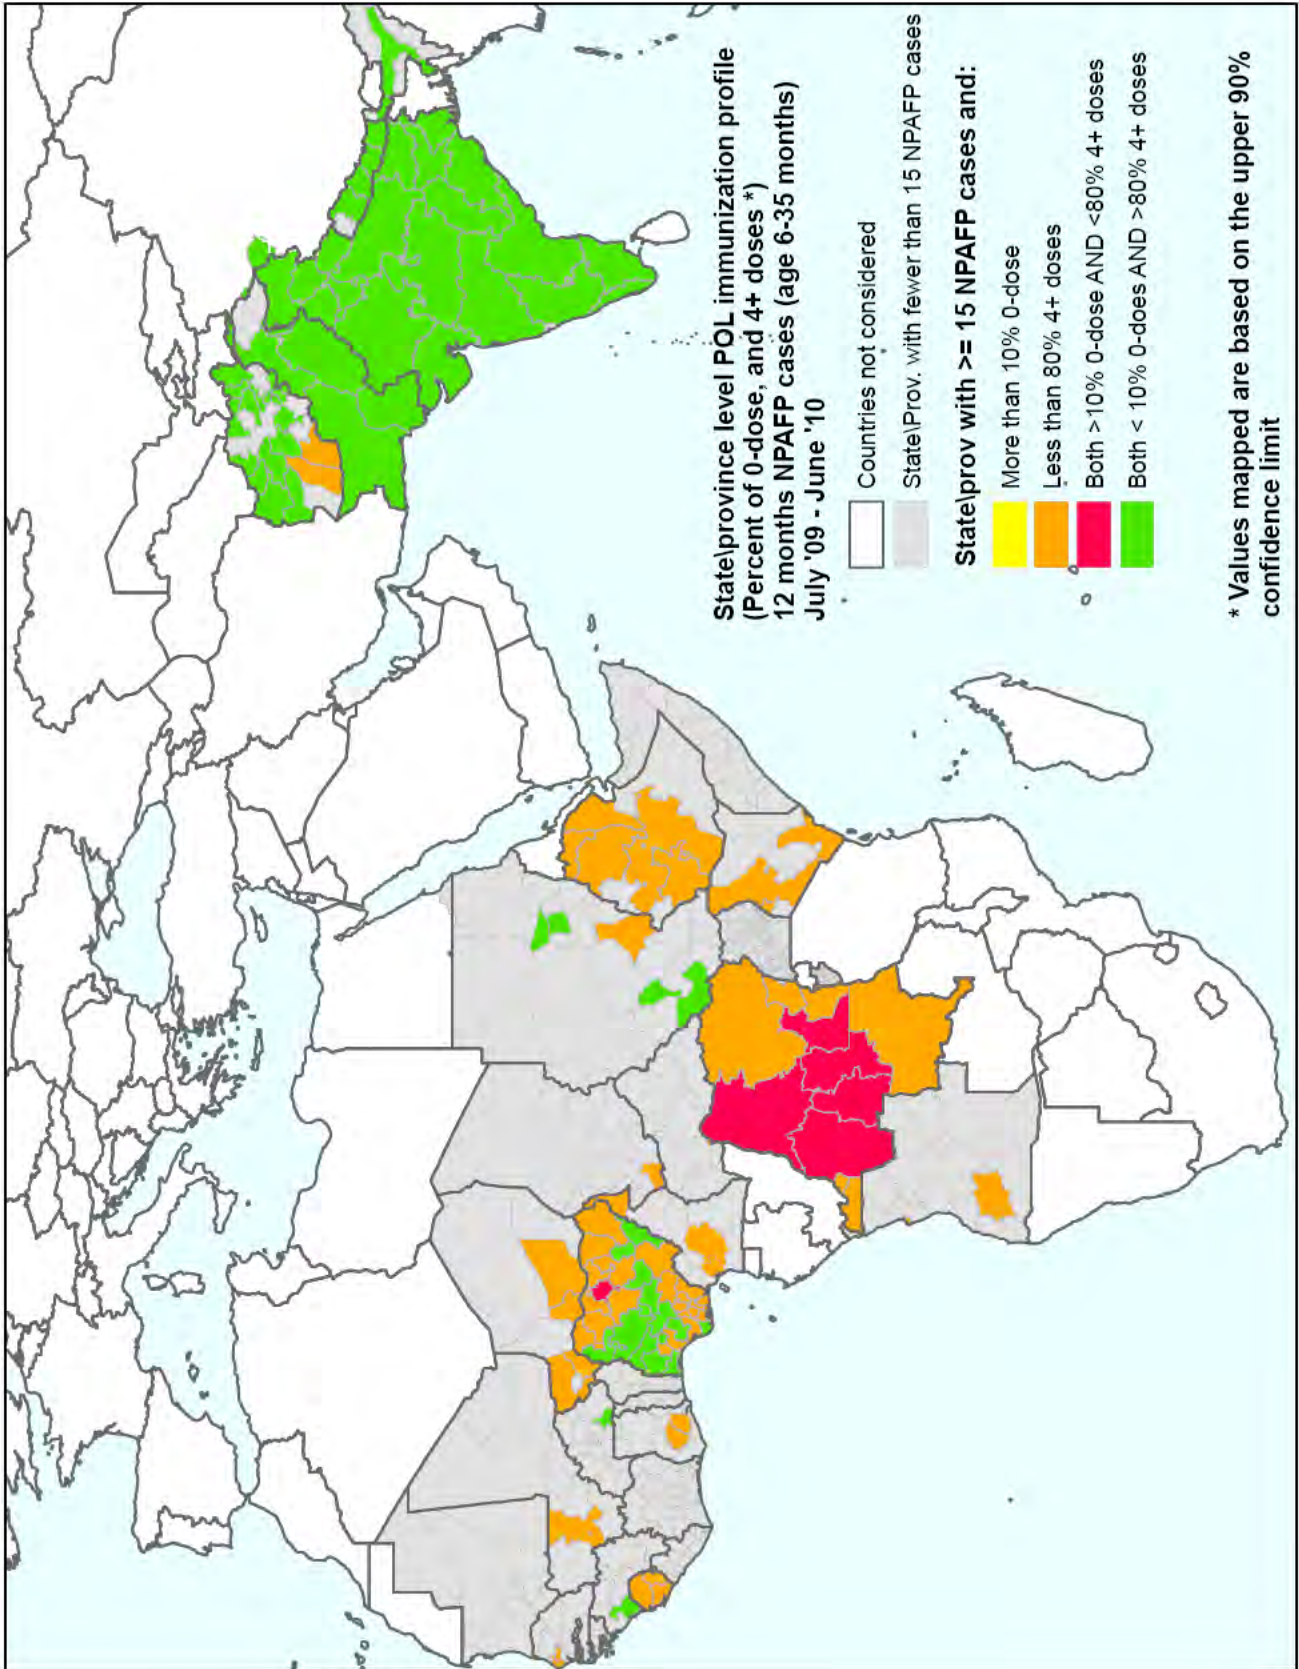 State\province level POL immunization profile
(Percent of 0-dose, and 4+ doses *)
12 months NPAFP cases (age 6-35 months)
July '09 - June '10
Countries not considered
State\Prov. with fewer than 15 NPAFP cases
State\prov with >= 15 NPAFP cases and:
More than 10% 0-dose
Less than 80% 4+ doses
Both >10% 0-dose AND <80% 4+ doses
Both < 10% 0-does AND >80% 4+ doses
* Values mapped are based on the upper 90%
confidence limit